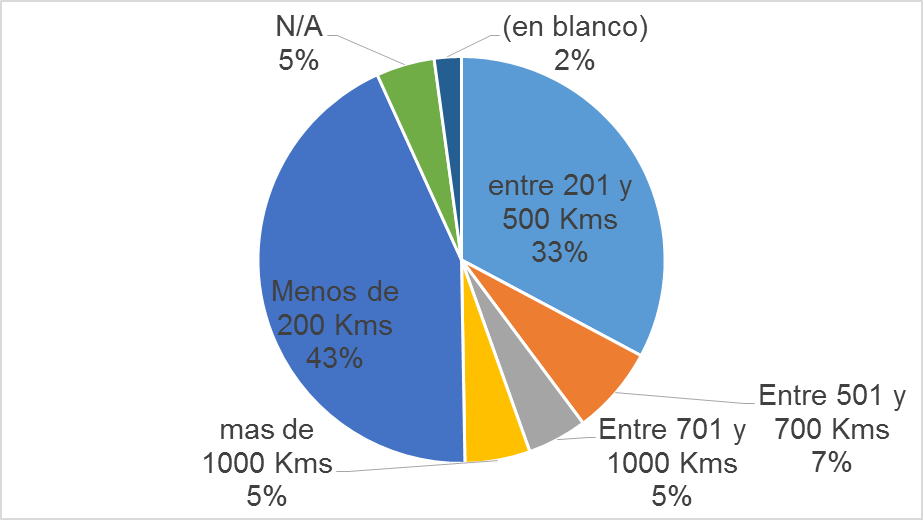 N/A
5%
(en blanco)
2%
entre 201 y
500 Kms
33%
Menos de
200 Kms
43%
Entre 501 y
700 Kms
7%
mas de
1000 Kms
5%
Entre 701 y
1000 Kms
5%